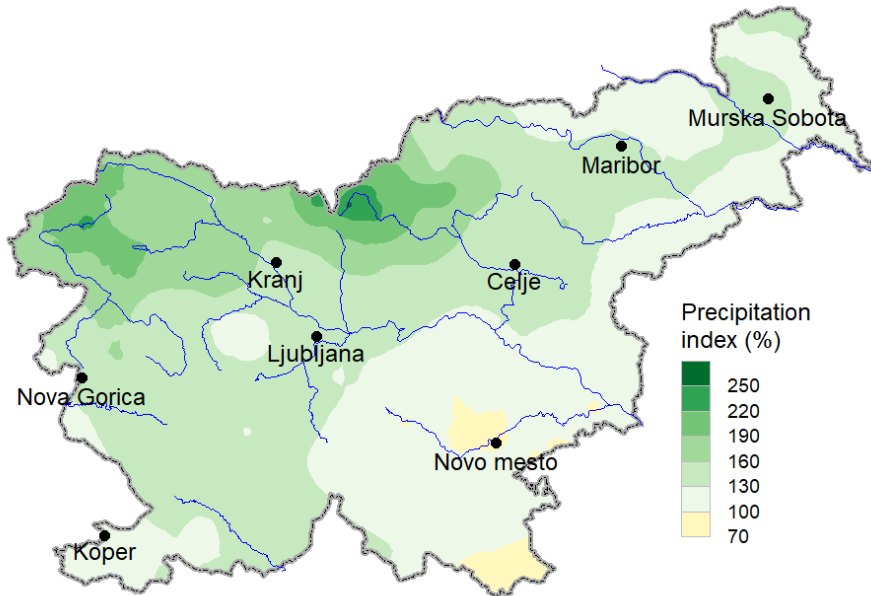 Murska Sobota
Maribor
Kranj
Celje
Ljubljana
Nova Gorica
Novo mesto
Koper
Precipitation
index (%)
250
220
190
160
130
100
70